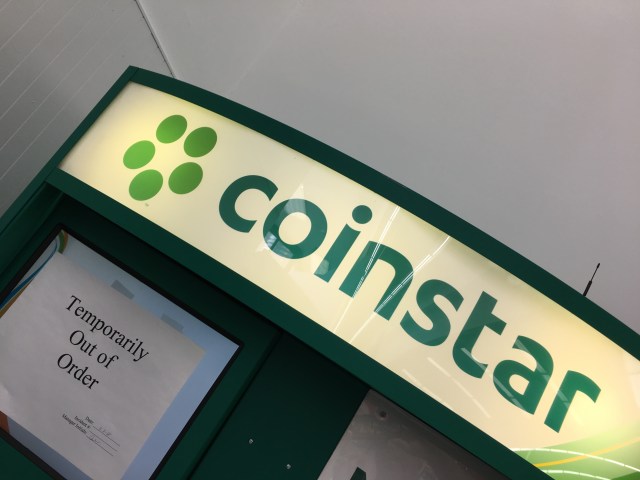 coinstar
Temporarily
Out of
Order